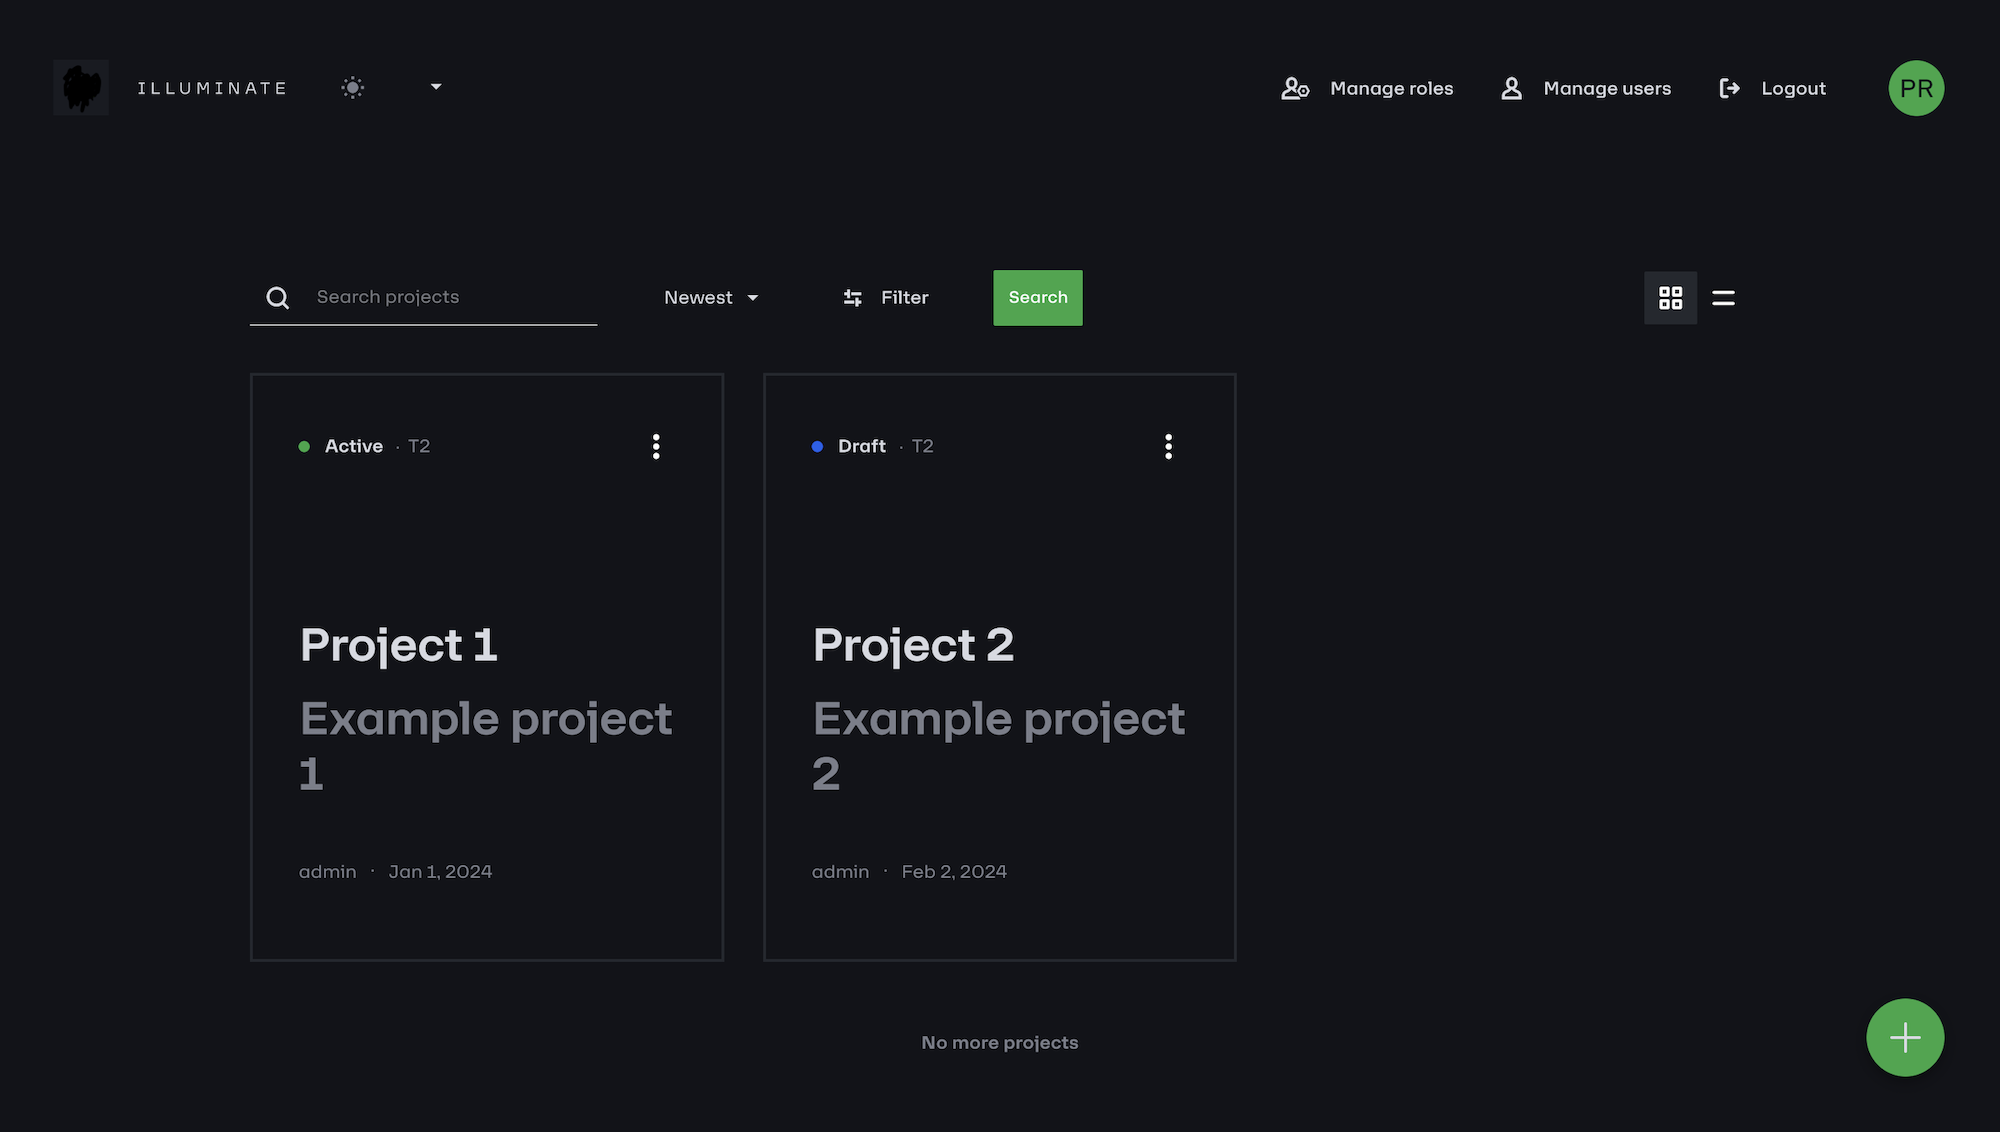 ILLUMINATE
Manage roles
Manage users
Logout
PR
Search projects
Newest
Filter
Search
Active · T2
Project 1
Example project
1
admin · Jan 1, 2024
Draft · T2
Project 2
Example project
2
admin · Feb 2, 2024
No more projects